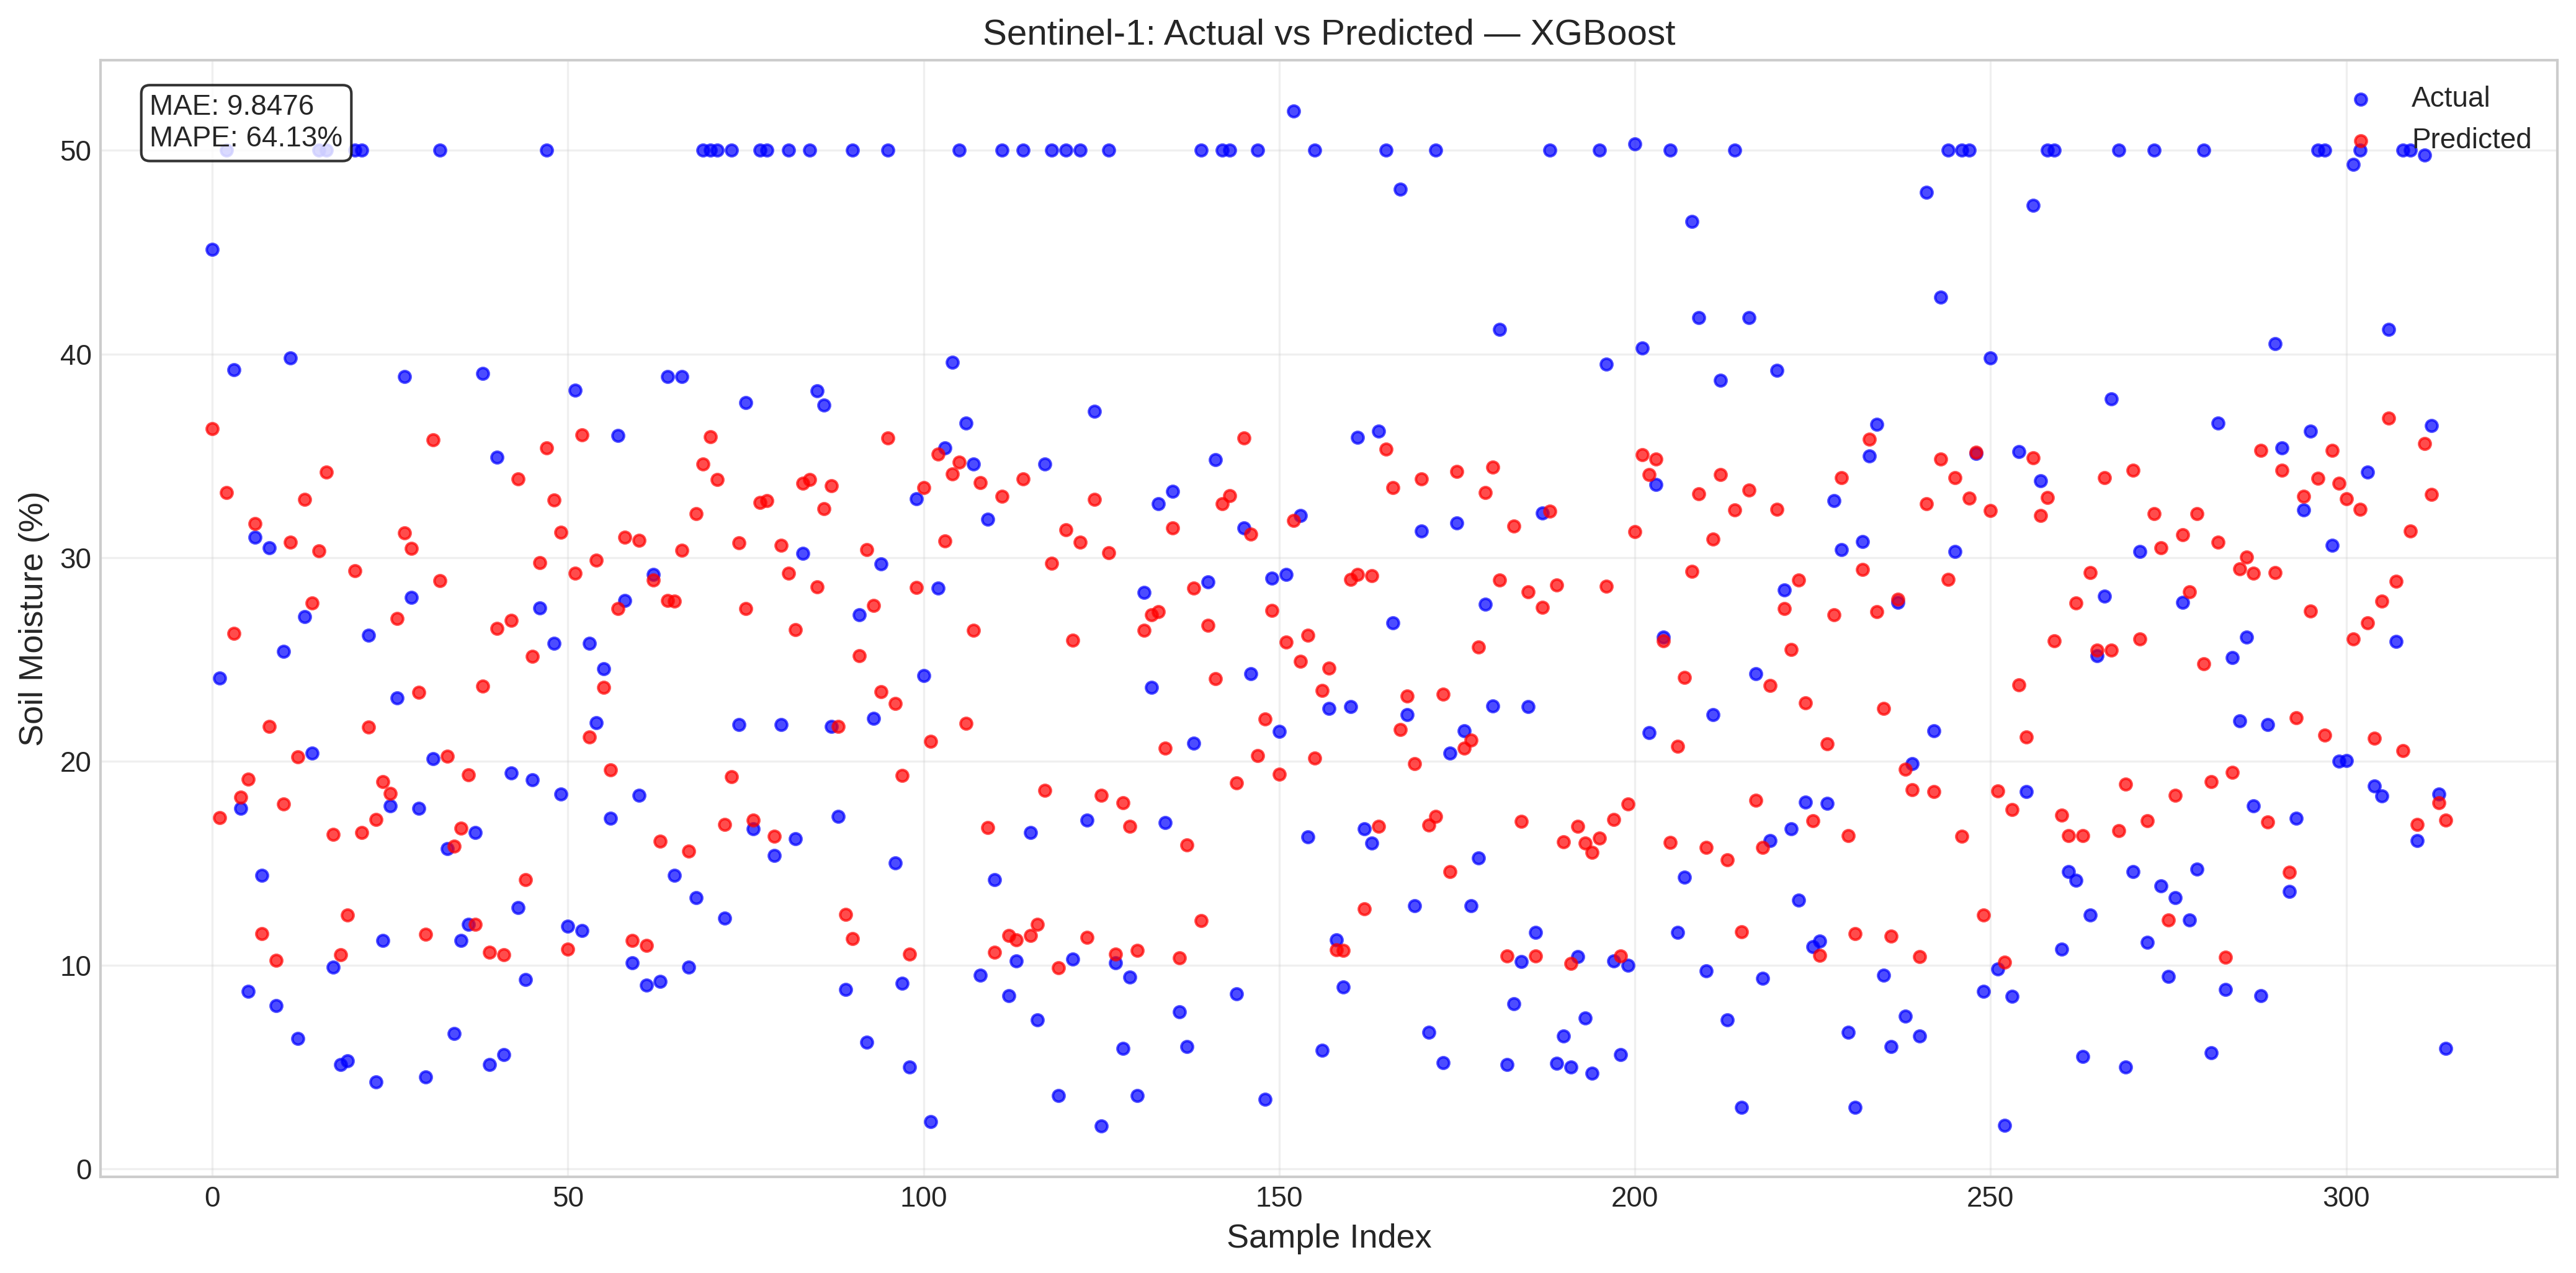 Sentinel-1: Actual vs Predicted — XGBoost
MAE: 9.8476
MAPE: 64.13%
Actual
Predicted
50
40
30
20
10
0
Soil Moisture (%)
0 50 100 150 200 250 300
Sample Index